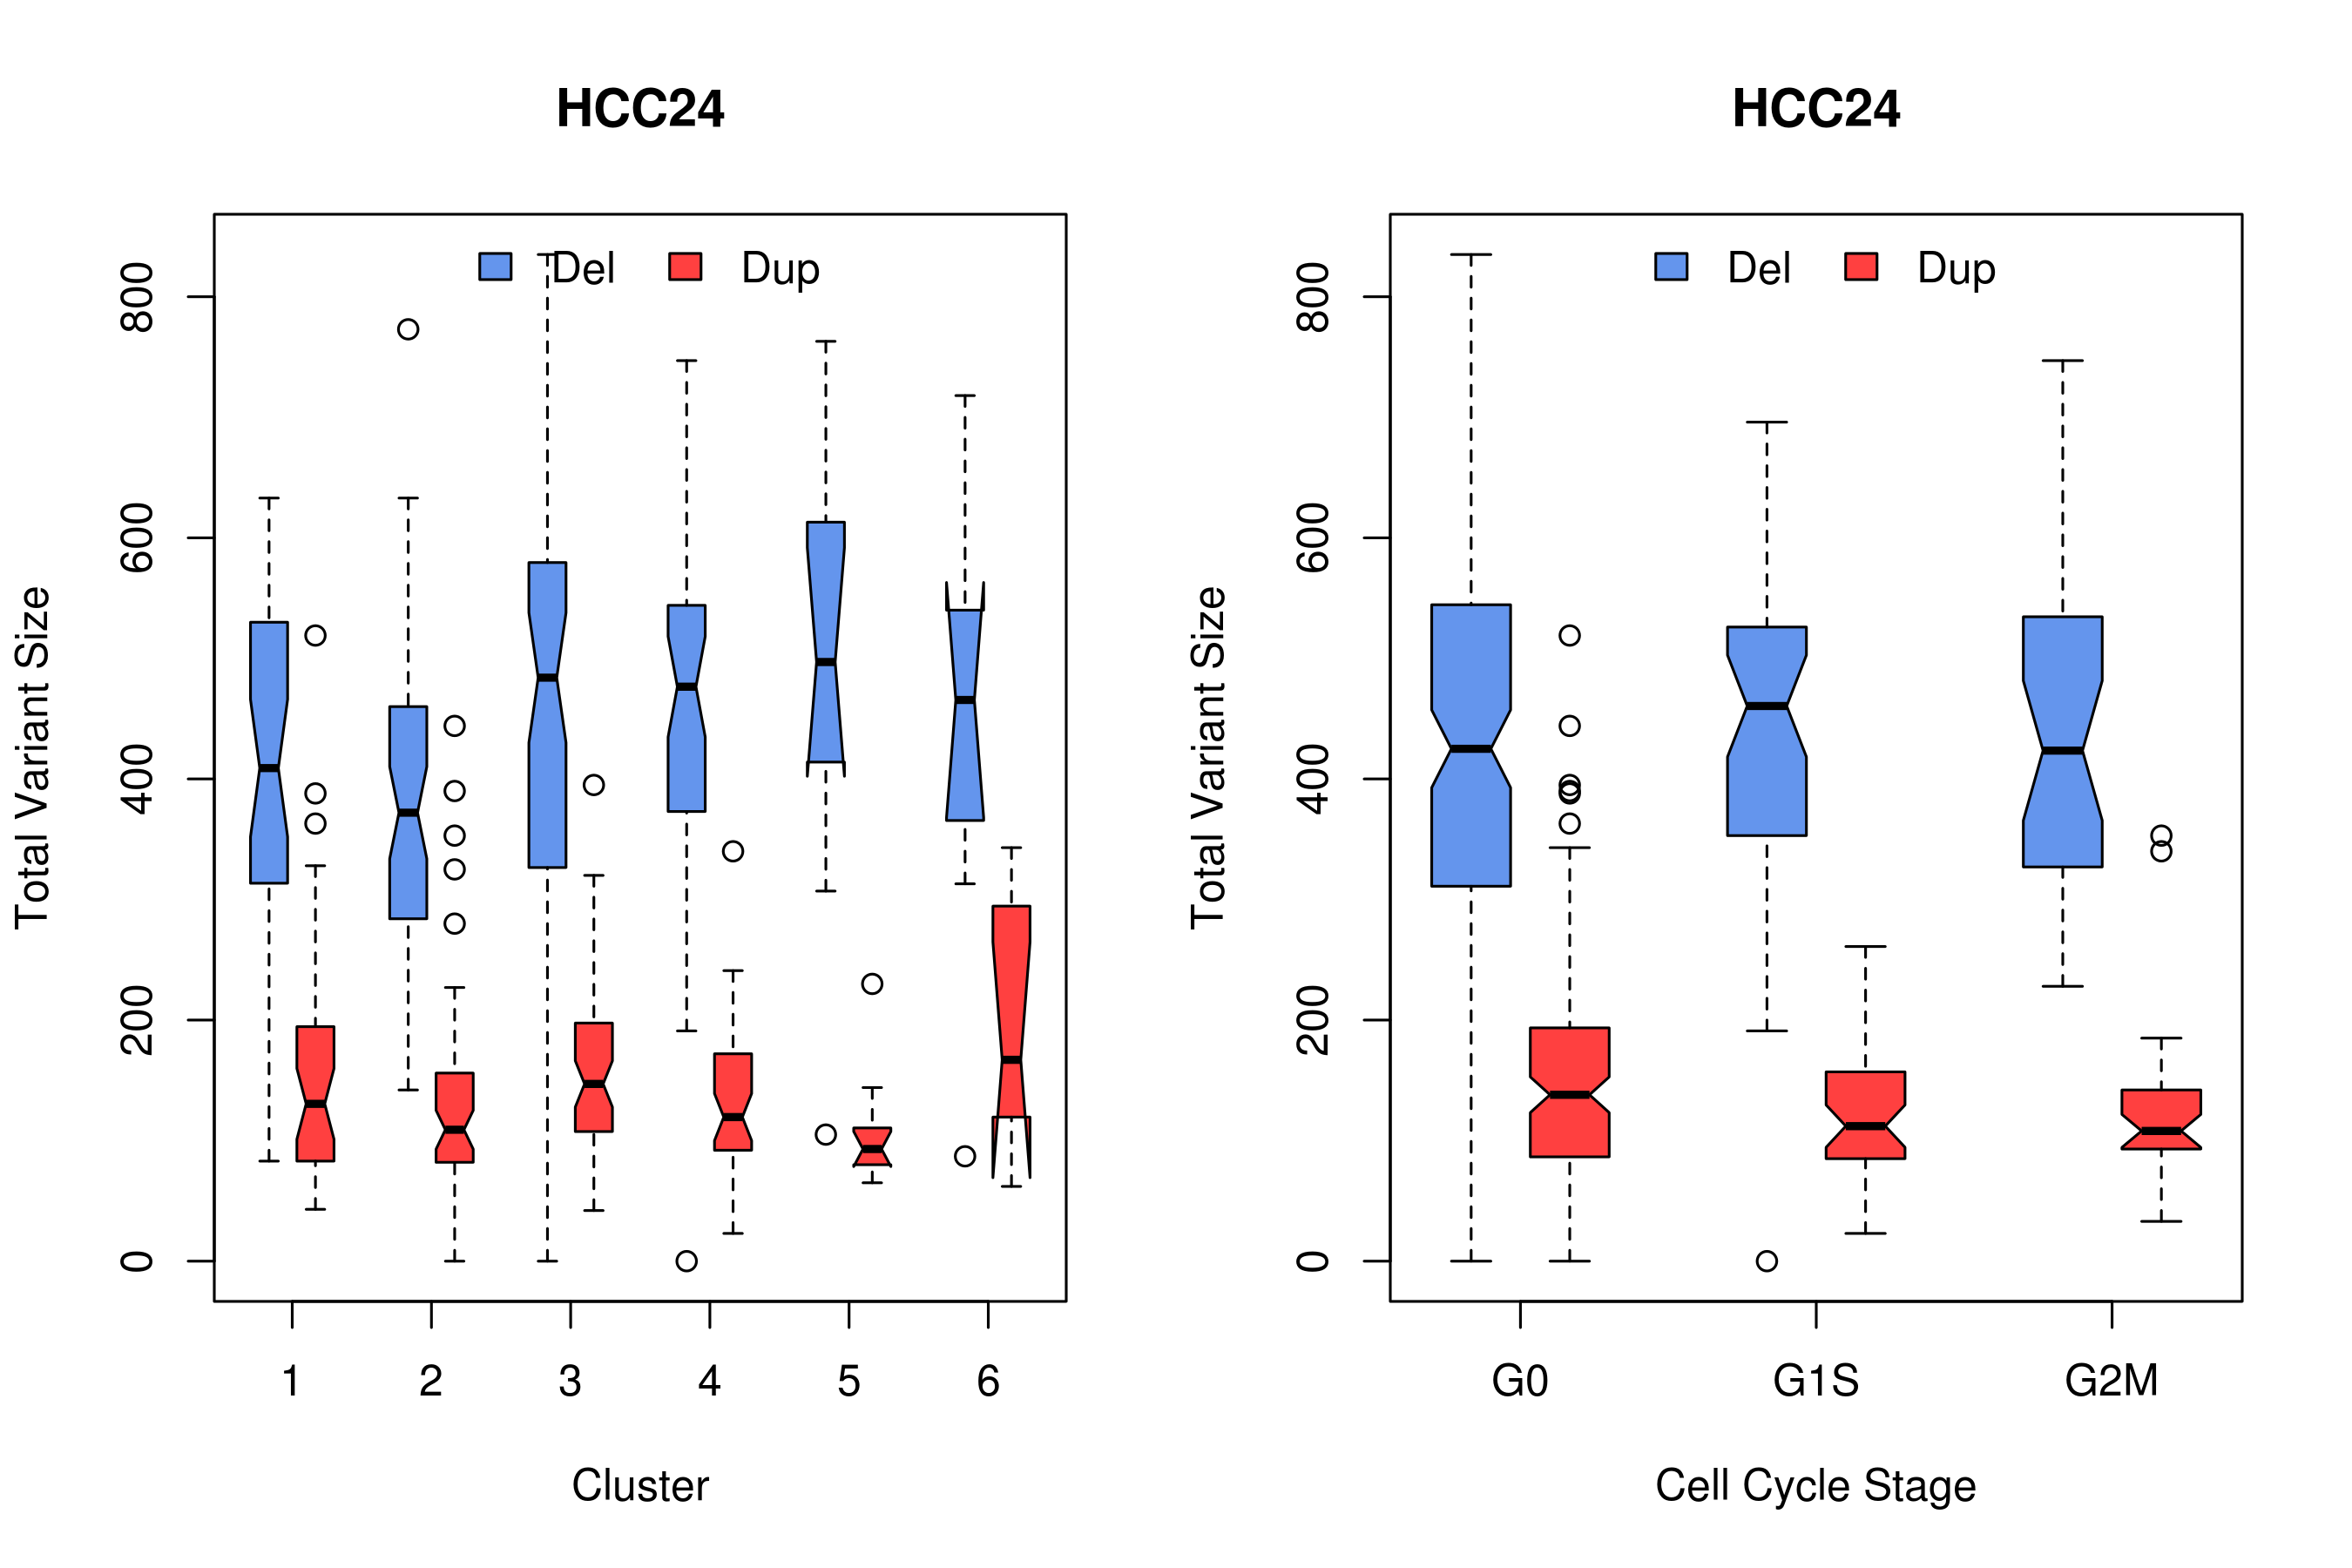 HCC24
Del Dup
Total Variant Size
800
600
400
200
0
1 2 3 4 5 6
Cluster
HCC24
Del Dup
Total Variant Size
800
600
400
200
0
G0 G1S G2M
Cell Cycle Stage